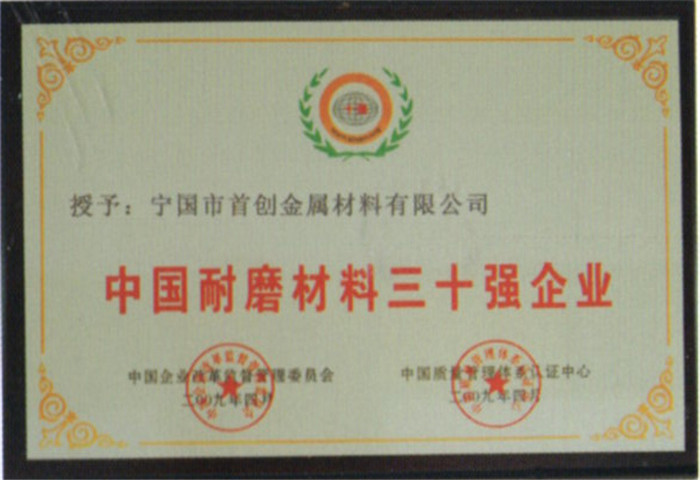 授予：宁国市首创金属材料有限公司
中国耐磨材料三十强企业
中国企业改革监督管理委员会
二00九年四月
中国质量管理体系认证中心
二00九年四月